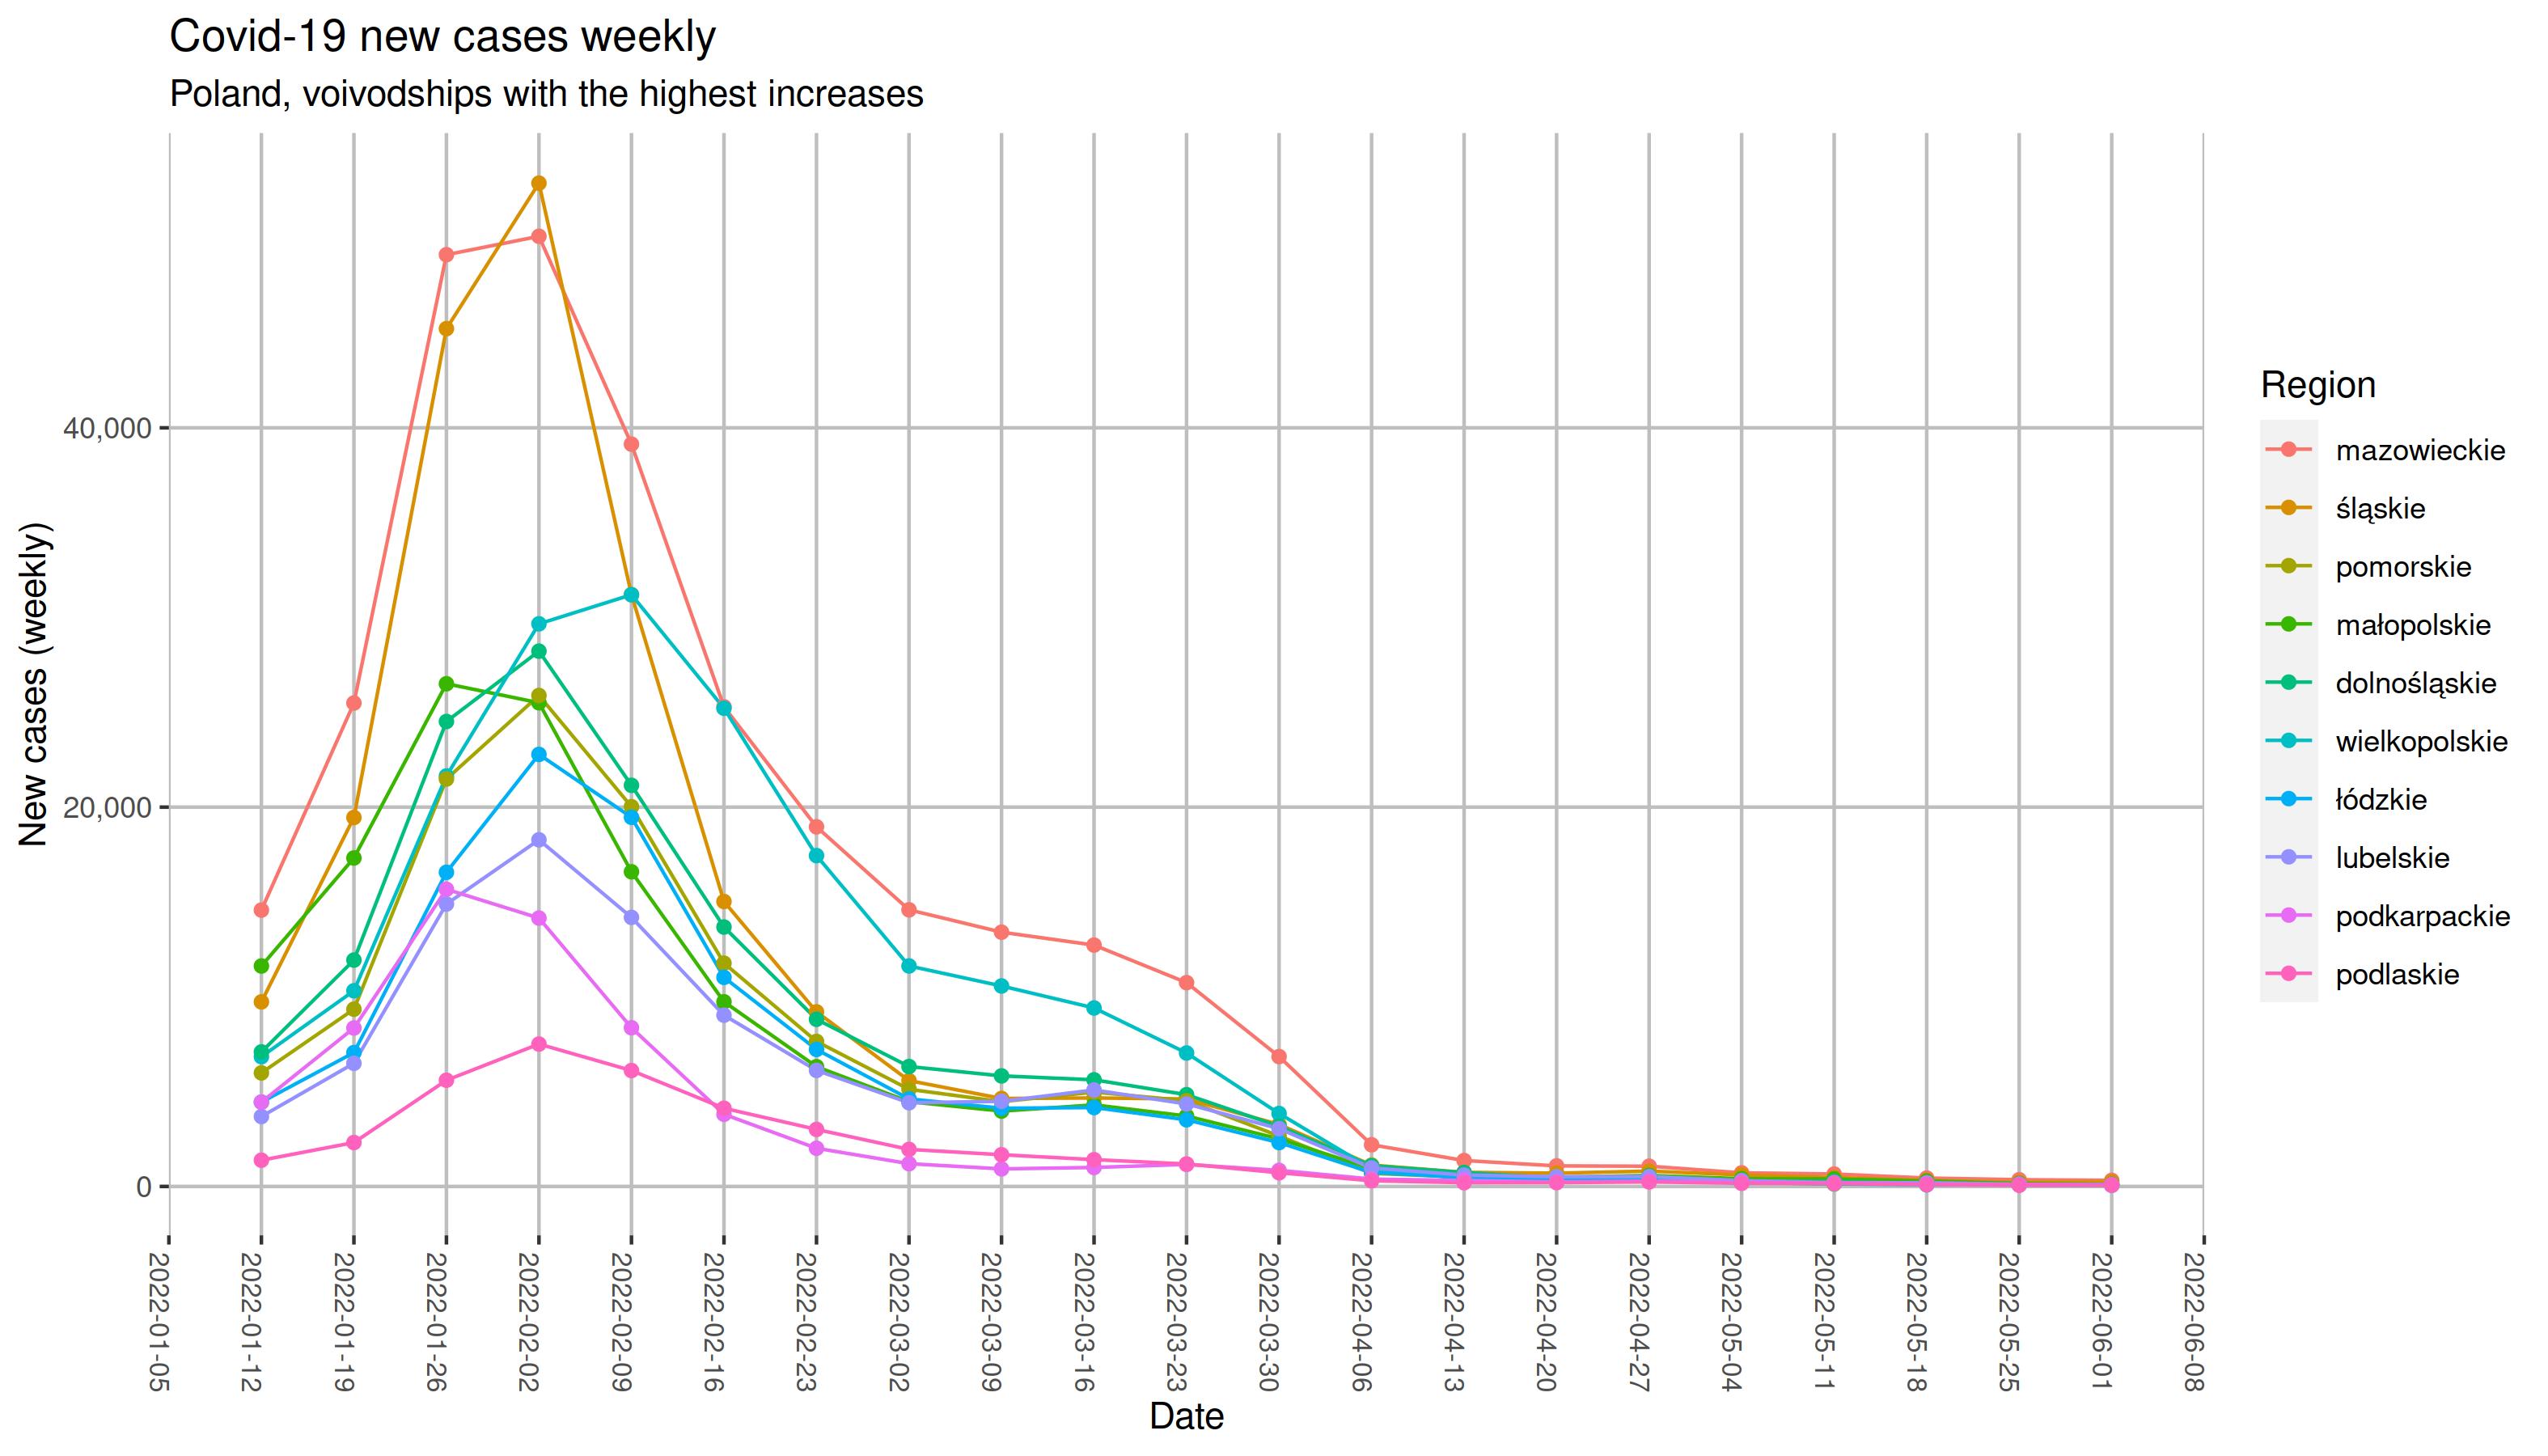 Covid-19 new cases weekly
Poland, voivodships with the highest increases
New cases (weekly)
40,000
20,000
0
2022-01-05
2022-01-12
2022-01-19
2022-01-26
2022-02-02
2022-02-09
2022-02-16
2022-02-23
2022-03-02
2022-03-09
2022-03-16
2022-03-23
2022-03-30
2022-04-06
2022-04-13
2022-04-20
2022-04-27
2022-05-04
2022-05-11
2022-05-18
2022-05-25
2022-06-01
2022-06-08
Date
Region
mazowieckie
śląskie
pomorskie
małopolskie
dolnośląskie
wielkopolskie
łódzkie
lubelskie
podkarpackie
podlaskie